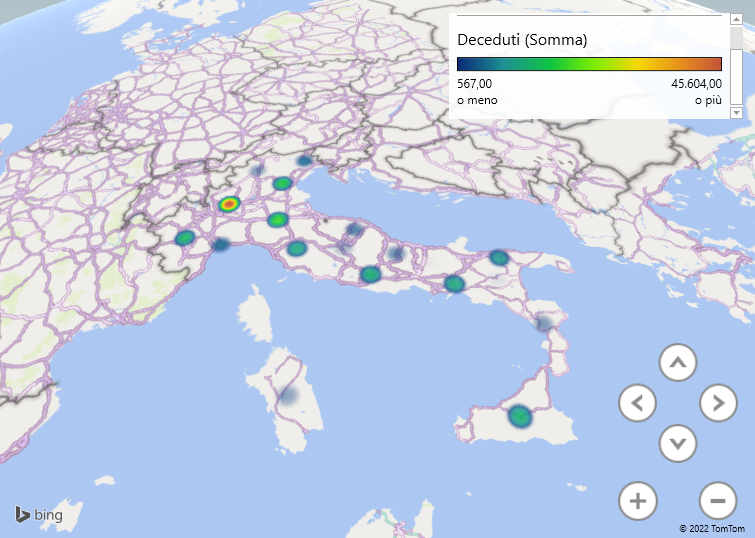 Deceduti (Somma)
567,00 45.604,00
o meno o più
bing
© 2022 TomTom